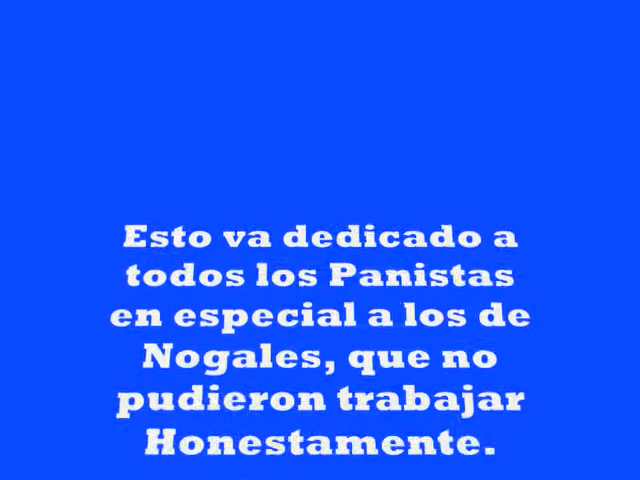 Esto va dedicado a
todos los Panistas
en especial a los de
Nogales, que no
pudieron trabajar
Honestamente.